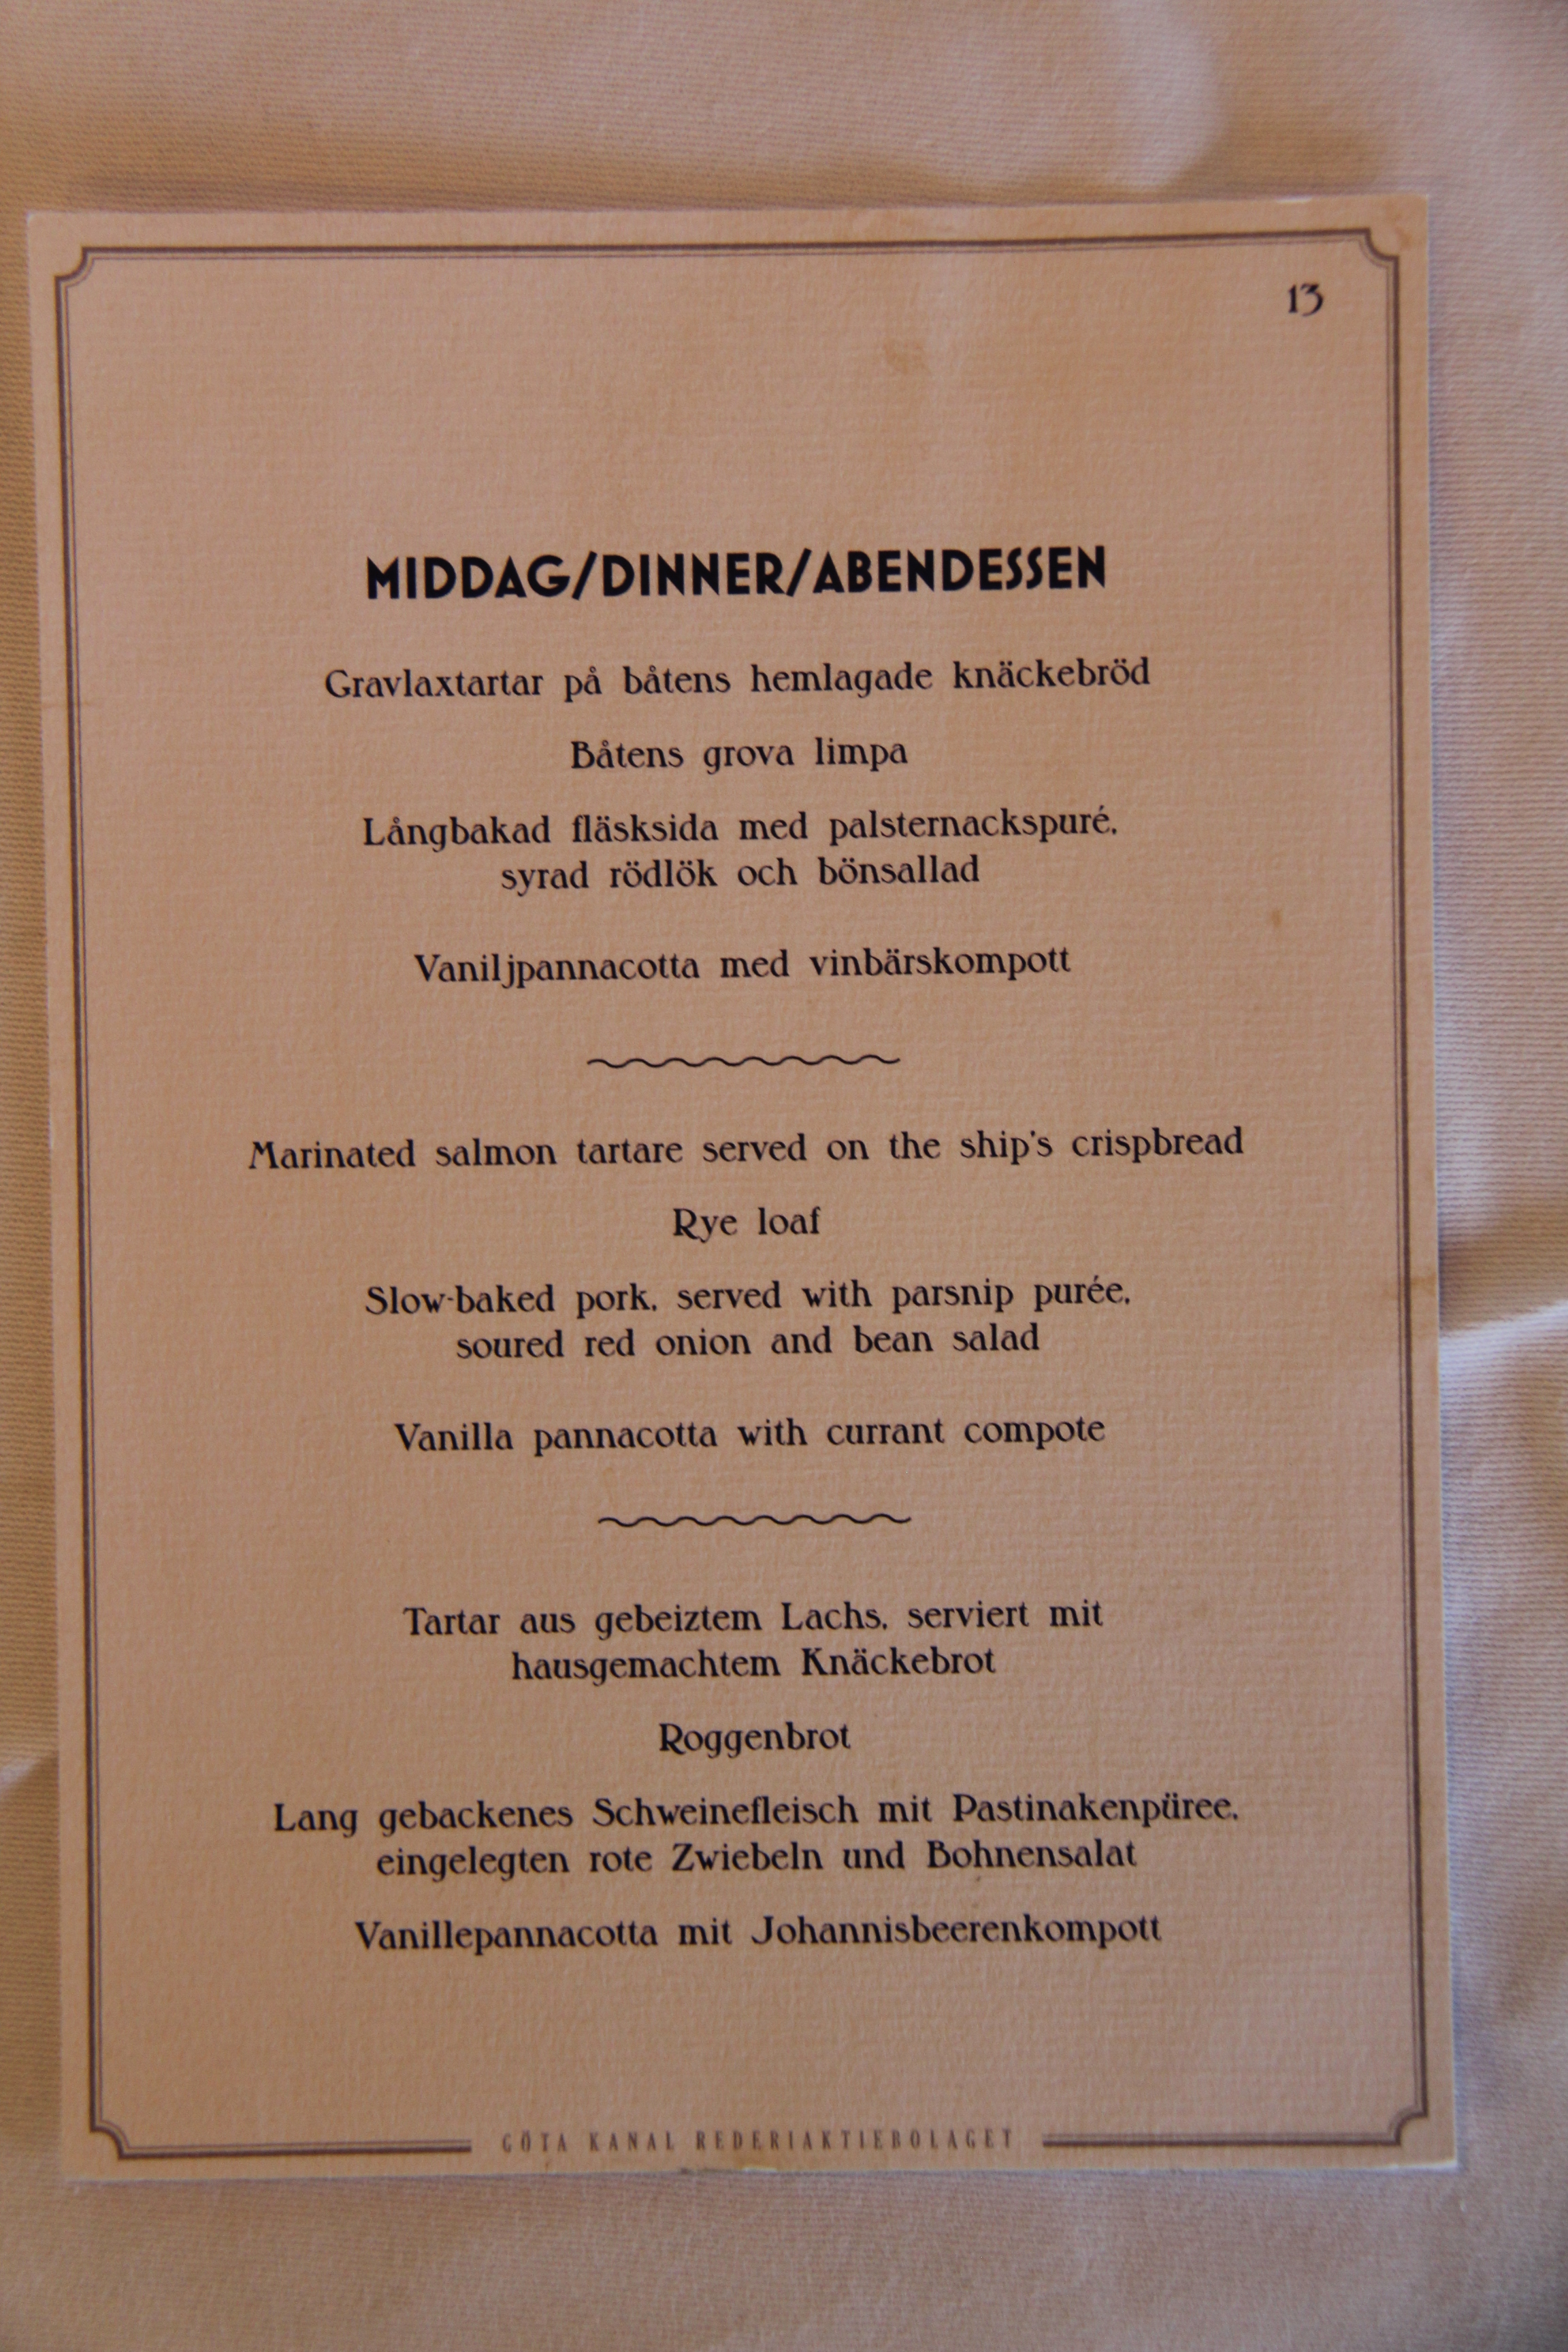 13
MIDDAG/DINNER/ABENDESSEN
Gravlaxtartar på båtens hemlagade knäckebröd
Båtens grova limpa
Långbakad fläsksida med palsternackspuré,
syrad rödlök och bönsallad
Vaniljpannacotta med vinbärskompott
Marinated salmon tartare served on the ship's crispbread
Rye loaf
Slow-baked pork, served with parsnip purée,
soured red onion and bean salad
Vanilla pannacotta with currant compote
Tartar aus gebeiztem Lachs, serviert mit
hausgemachtem Knäckebrot
Roggenbrot
Lang gebackenes Schweinefleisch mit Pastinakenpüree,
eingelegten rote Zwiebeln und Bohnensalat
Vanillepannacotta mit Johannisbeerenkompott
GÖTA KANAL REDERIAKTIEBOLAGET